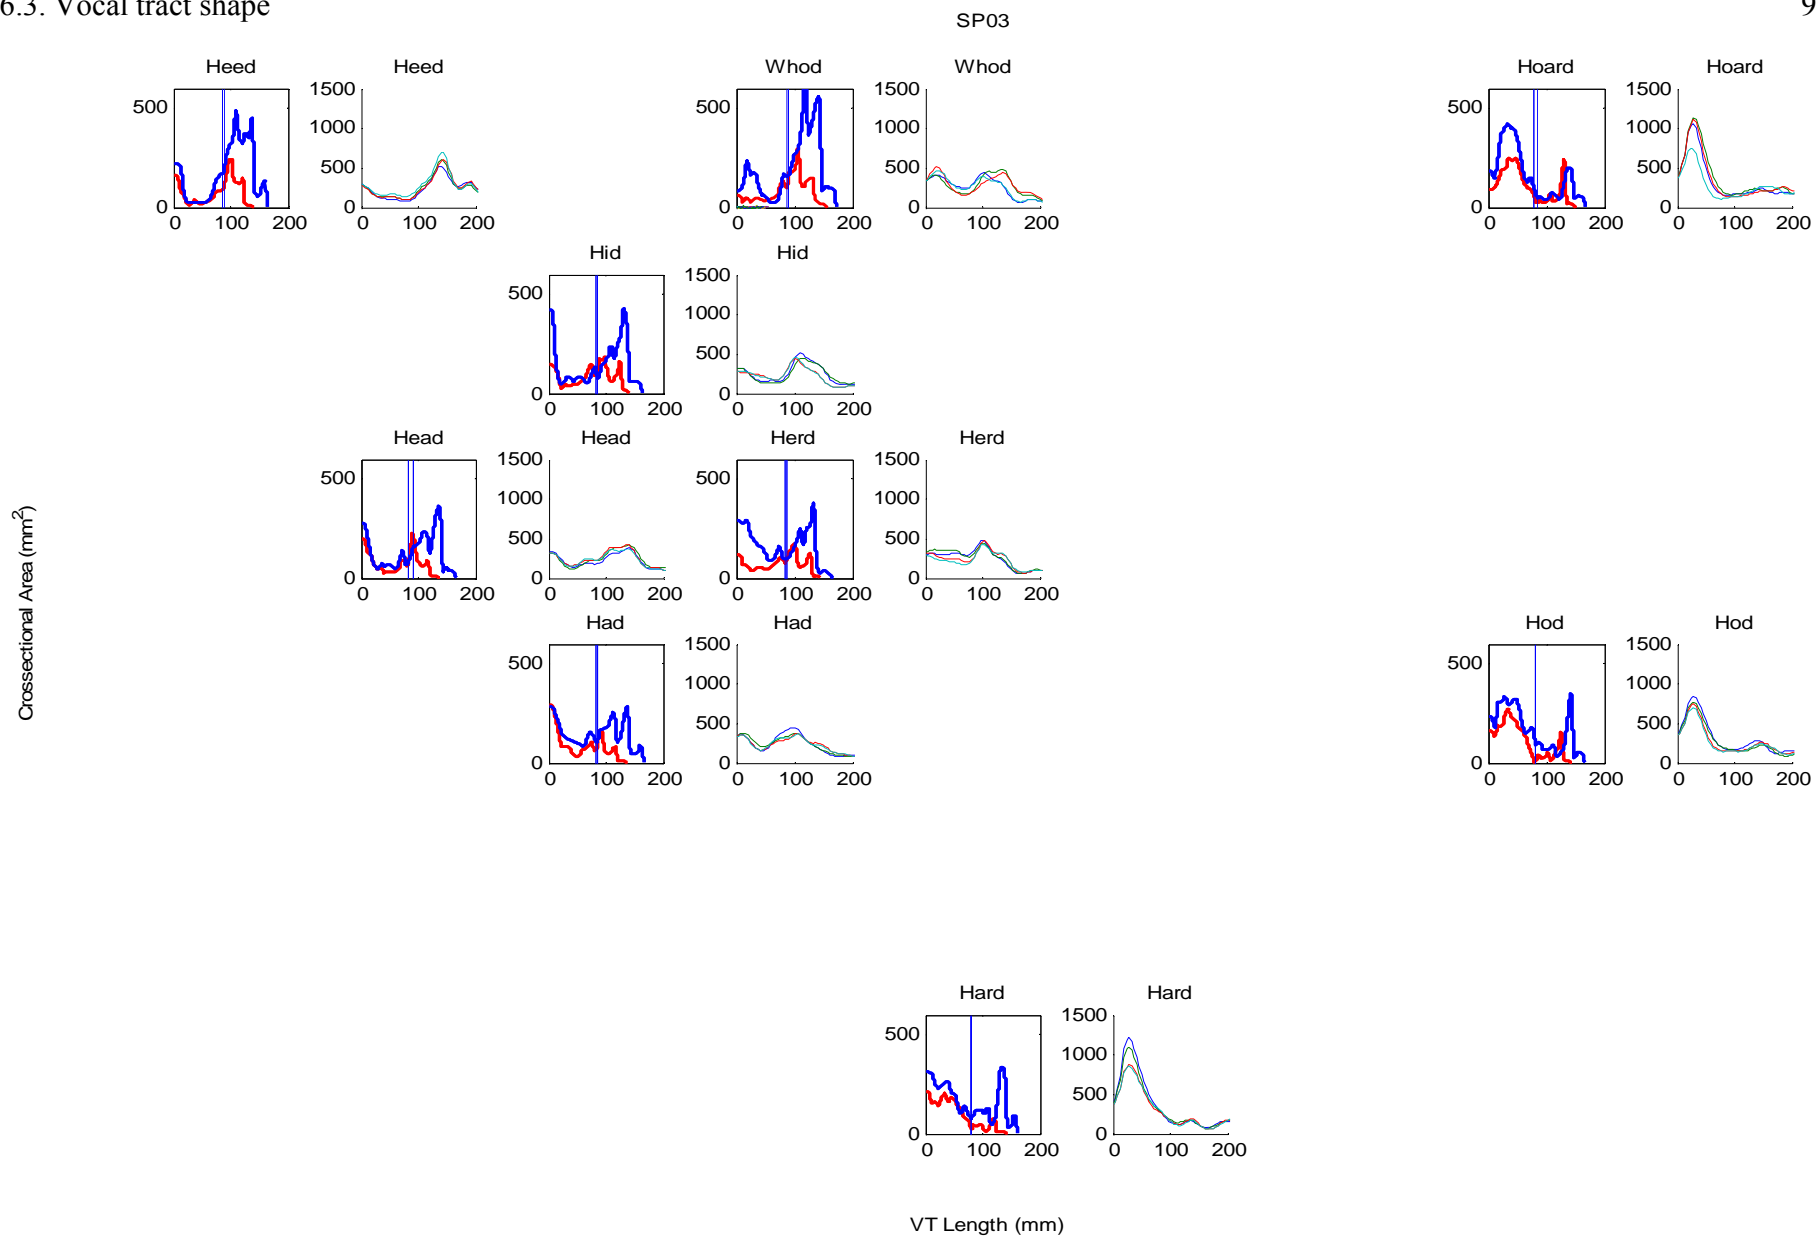 6.3. Vocal tract shape 9
SP03
Heed Heed Whod Whod Hoard Hoard
500 1500 1000 500 0 500 1500 1000 500 0 500 1500 1000 500 0
0 0 0
0 100 200 0 100 200 0 100 200 0 100 200 0 100 200 0 100 200
Hid Hid
500 1500 1000 500 0
0
0 100 200 0 100 200
Head Head Herd Herd
500 1500 1000 500 0 500 1500 1000 500 0
0 0
0 100 200 0 100 200 0 100 200 0 100 200
Crossectional Area (mm²)
Had Had Hod Hod
500 1500 1000 500 0 500 1500 1000 500 0
0 0
0 100 200 0 100 200 0 100 200 0 100 200
Hard Hard
500 1500 1000 500 0
0
0 100 200 0 100 200
VT Length (mm)